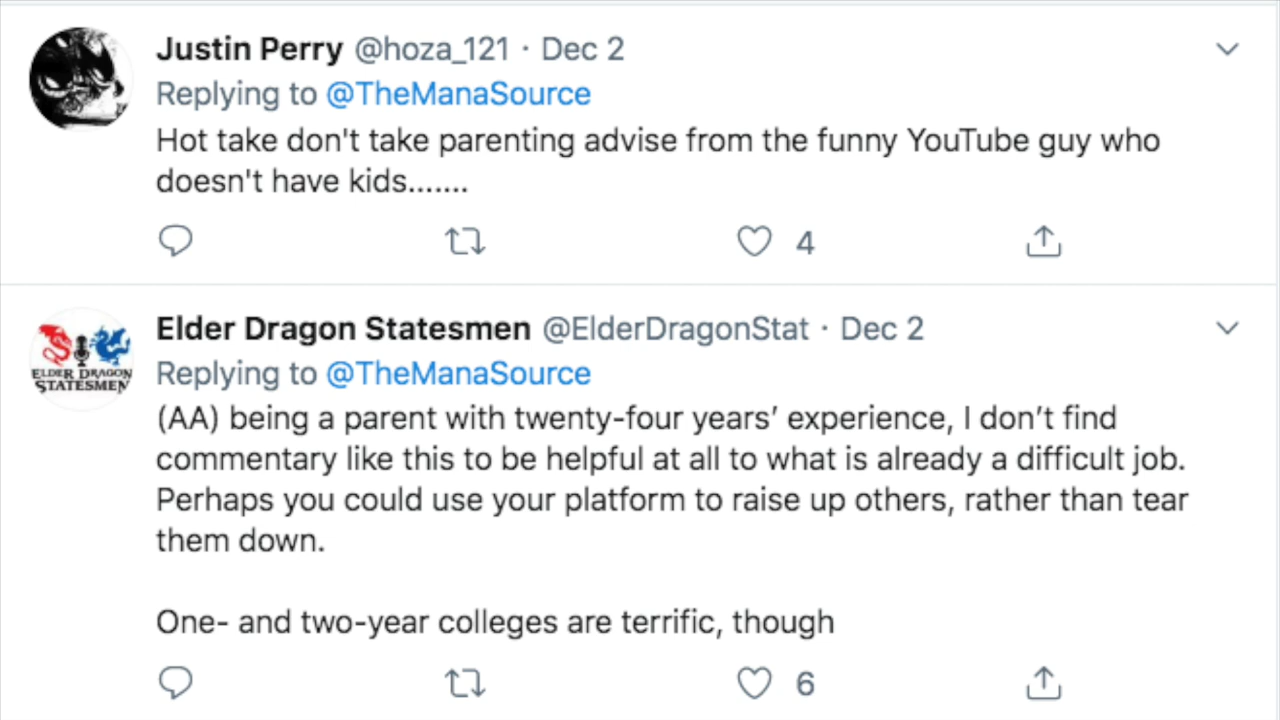 Justin Perry @hoza_121 · Dec 2
Replying to @TheManaSource
Hot take don't take parenting advise from the funny YouTube guy who
doesn't have kids.......
4
Elder Dragon Statesmen @ElderDragonStat · Dec 2
ELDER DRAGON
STATESMEN
Replying to @TheManaSource
(AA) being a parent with twenty-four years’ experience, I don’t find
commentary like this to be helpful at all to what is already a difficult job.
Perhaps you could use your platform to raise up others, rather than tear
them down.
One- and two-year colleges are terrific, though
6